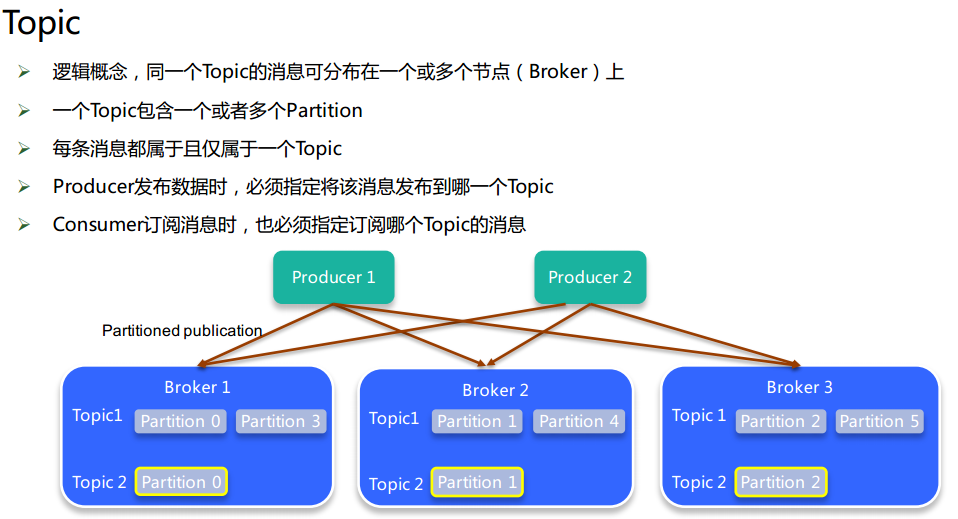 Topic
逻辑概念，同一个Topic的消息可分布在一个或多个节点（Broker）上
一个Topic包含一个或者多个Partition
每条消息都属于且仅属于一个Topic
Producer发布数据时，必须指定将该消息发布到哪一个Topic
Consumer订阅消息时，也必须指定订阅哪个Topic的消息
Producer 1
Producer 2
Partitioned publication
Broker 1
Topic1 Partition 0 Partition 3
Topic 2 Partition 0
Broker 2
Topic1 Partition 1 Partition 4
Topic 2 Partition 1
Broker 3
Topic 1 Partition 2 Partition 5
Topic 2 Partition 2